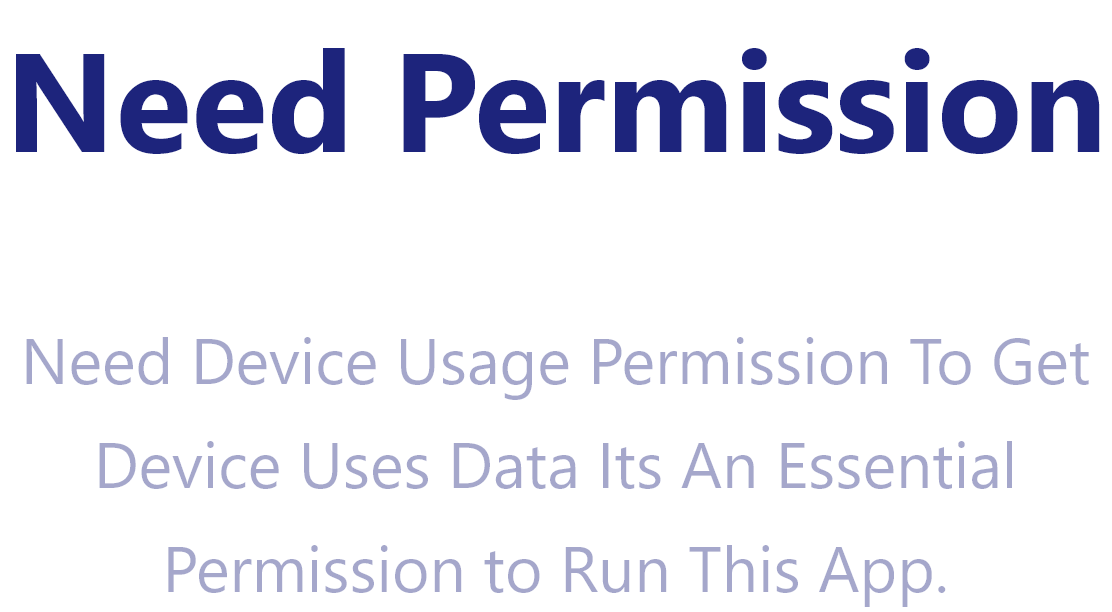 Need Permission
Need Device Usage Permission To Get
Device Uses Data Its An Essential
Permission to Run This App.